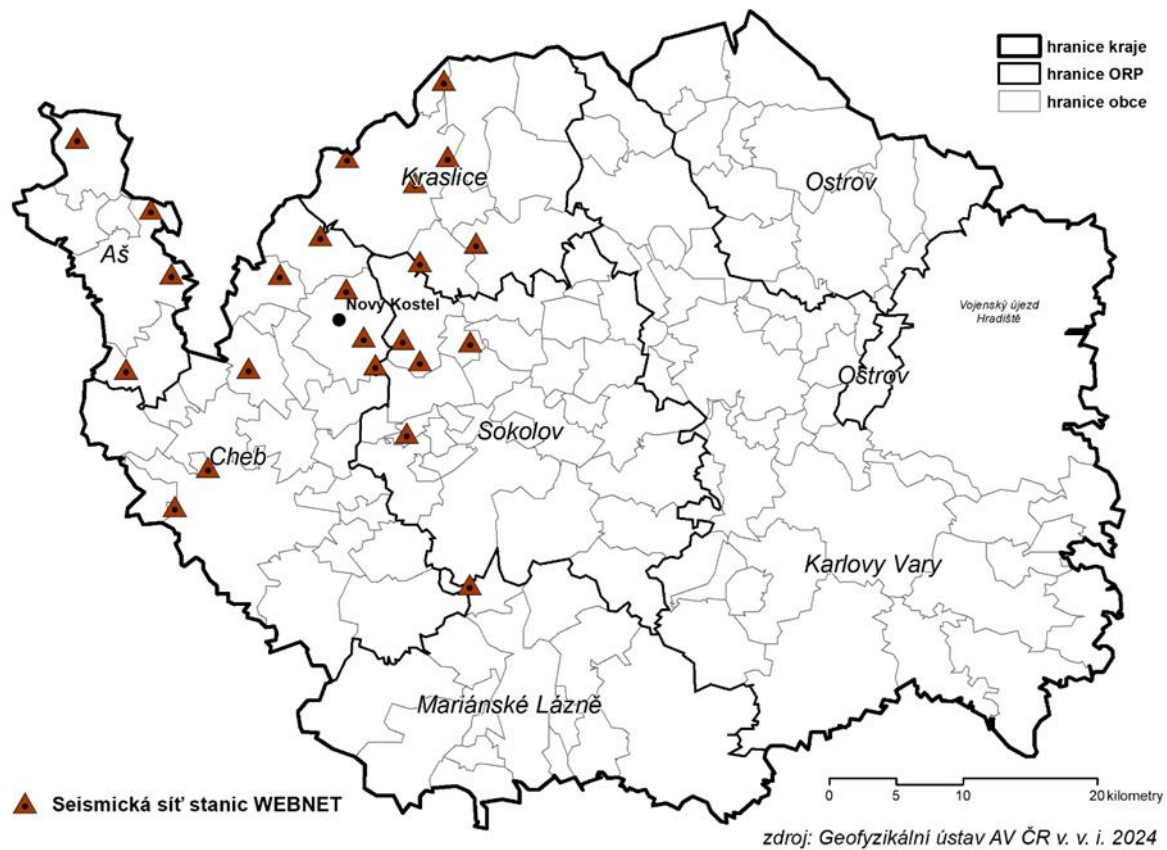 hranice kraje
hranice ORP
hranice obce
Kraslice
Ostrov
Aš
Nový Kostel
Vojenský újezd
Hradiště
Ostrov
Sokolov
Cheb
Karlovy Vary
Mariánské Lázně
Seismická síť stanic WEBNET
0 5 10 20 kilometry
zdroj: Geofyzikální ústav AV ČR v. v. i. 2024